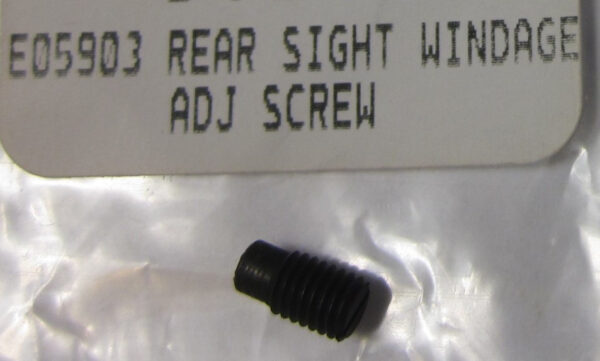 E05903 REAR SIGHT WINDAGE
ADJ SCREW